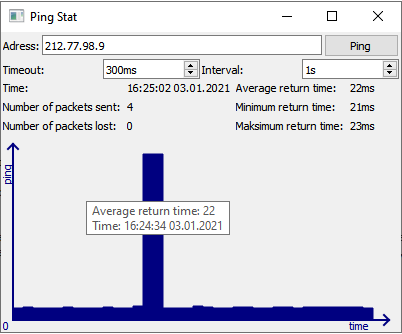 Ping Stat
Adress: 212.77.98.9 Ping
Timeout: 300ms Interval: 1s
Time: 16:25:02 03.01.2021 Average return time: 22ms
Number of packets sent: 4 Minimum return time: 21ms
Number of packets lost: 0 Maksimum return time: 23ms
ping
Average return time: 22
Time: 16:24:34 03.01.2021
0 time